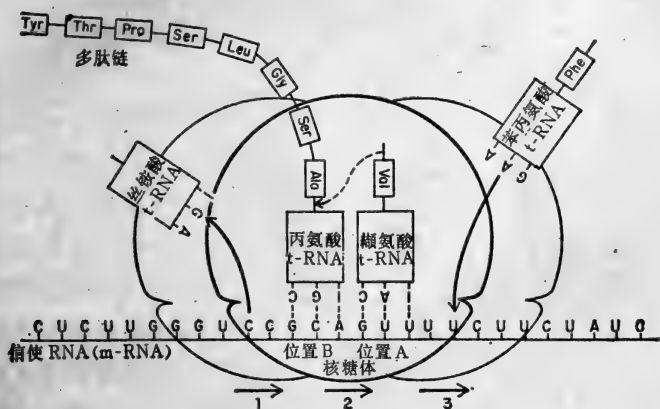 Tyr Thr Pro Ser Leu Gly Ser Ala Val Phe
多肽链
丝氨酸
t-RNA
G A
丙氨酸
t-RNA
C G
缬氨酸
t-RNA
C A
苯丙氨酸
t-RNA
A A G
C U C U U G G G U C C G C A G U U U U C U U C U A U
信使 RNA (m-RNA)
位置 B 位置 A
核糖体
1 2 3